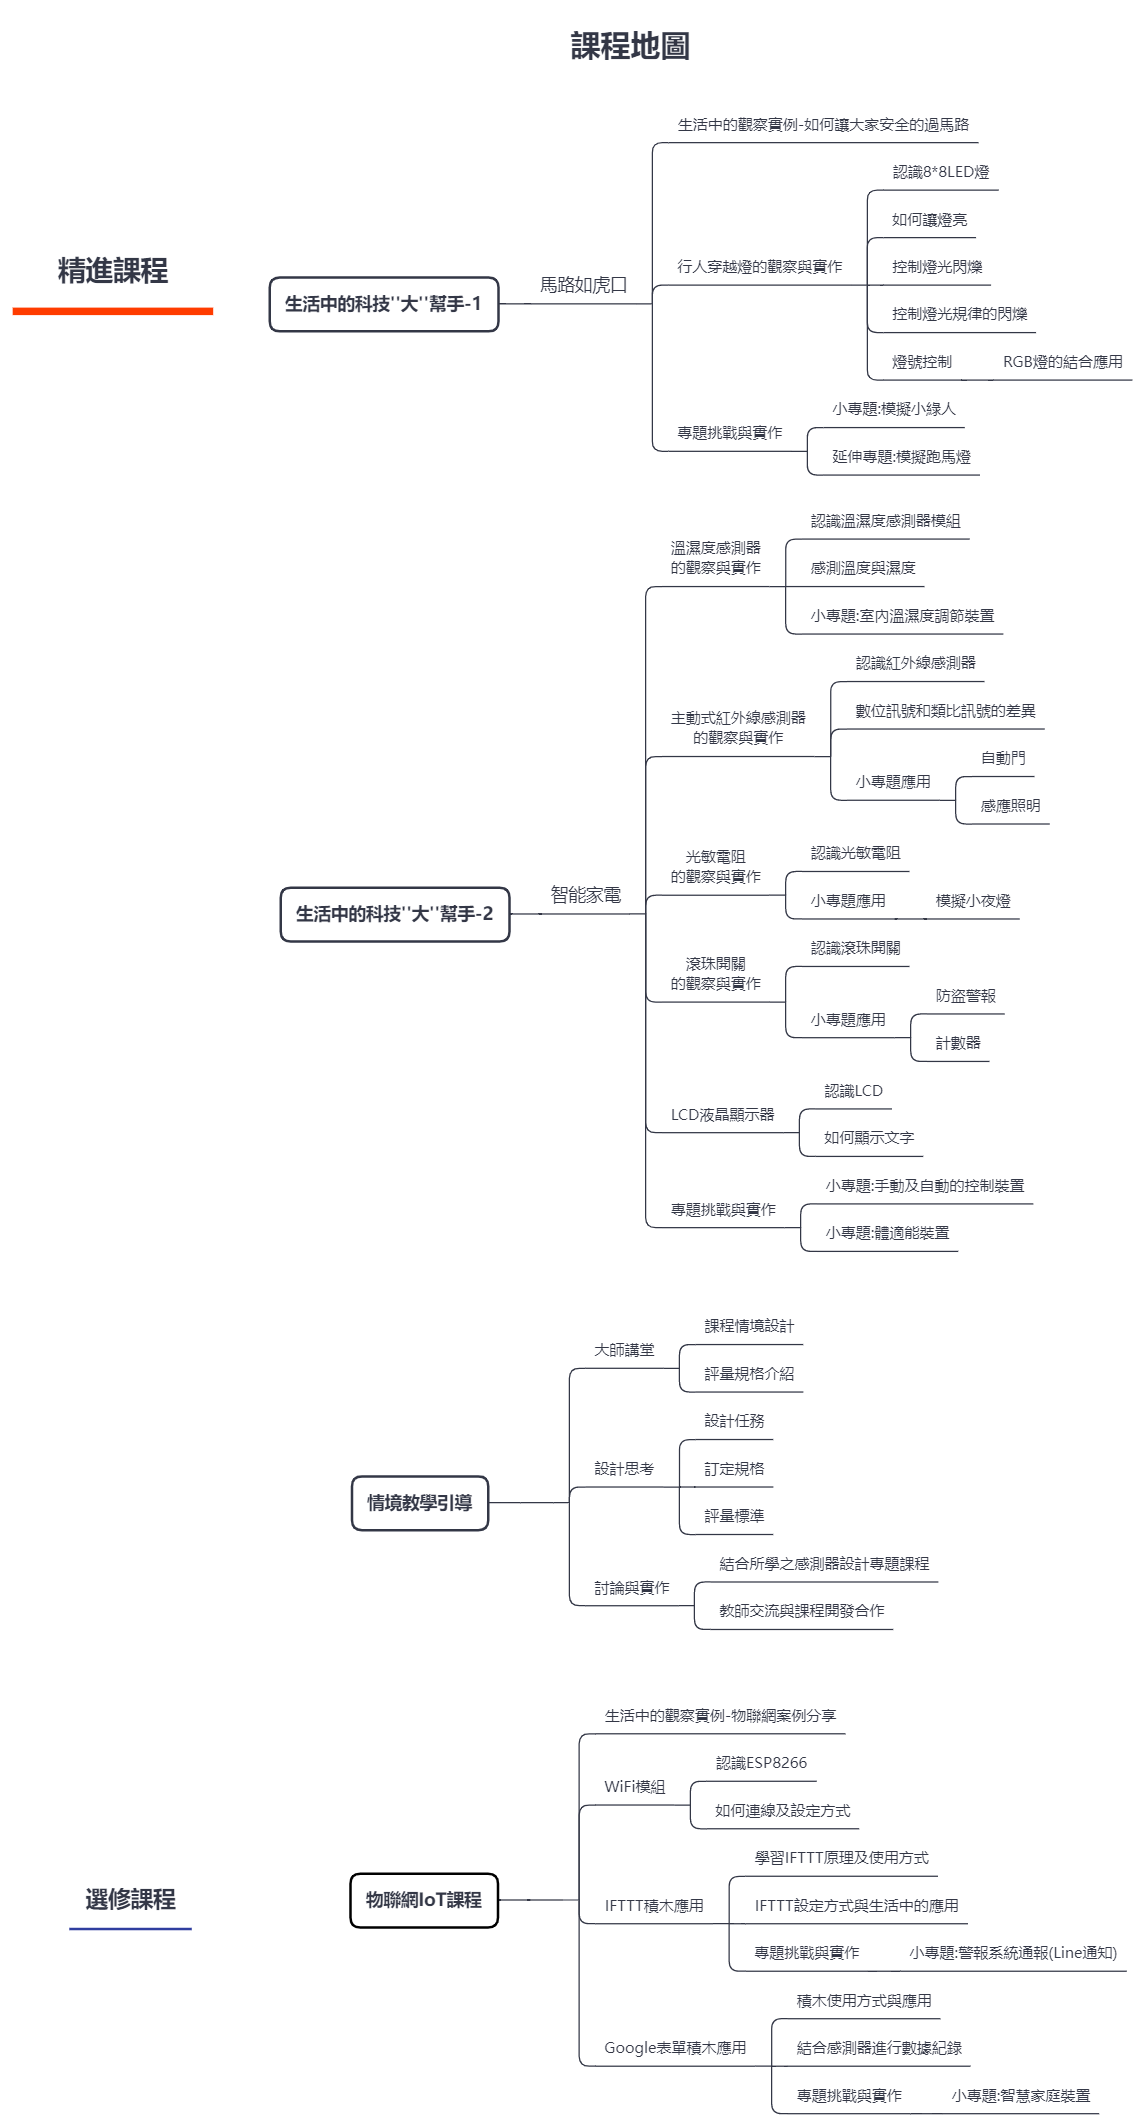 課程地圖
精進課程
生活中的科技''大''幫手-1
馬路如虎口
生活中的觀察實例-如何讓大家安全的過馬路
行人穿越燈的觀察與實作
認識8*8LED燈
如何讓燈亮
控制燈光閃爍
控制燈光規律的閃爍
燈號控制
RGB燈的結合應用
專題挑戰與實作
小專題:模擬小綠人
延伸專題:模擬跑馬燈
生活中的科技''大''幫手-2
智能家電
溫濕度感測器
的觀察與實作
認識溫濕度感測器模組
感測溫度與濕度
小專題:室內溫濕度調節裝置
主動式紅外線感測器
的觀察與實作
認識紅外線感測器
數位訊號和類比訊號的差異
小專題應用
自動門
感應照明
光敏電阻
的觀察與實作
認識光敏電阻
小專題應用
模擬小夜燈
滾珠開關
的觀察與實作
認識滾珠開關
小專題應用
防盜警報
計數器
LCD液晶顯示器
認識LCD
如何顯示文字
專題挑戰與實作
小專題:手動及自動的控制裝置
小專題:體適能裝置
情境教學引導
大師講堂
課程情境設計
評量規格介紹
設計思考
設計任務
訂定規格
評量標準
討論與實作
結合所學之感測器設計專題課程
教師交流與課程開發合作
選修課程
物聯網IoT課程
生活中的觀察實例-物聯網案例分享
WiFi模組
認識ESP8266
如何連線及設定方式
IFTTT積木應用
學習IFTTT原理及使用方式
IFTTT設定方式與生活中的應用
專題挑戰與實作
小專題:警報系統通報(Line通知)
Google表單積木應用
積木使用方式與應用
結合感測器進行數據紀錄
專題挑戰與實作
小專題:智慧家庭裝置